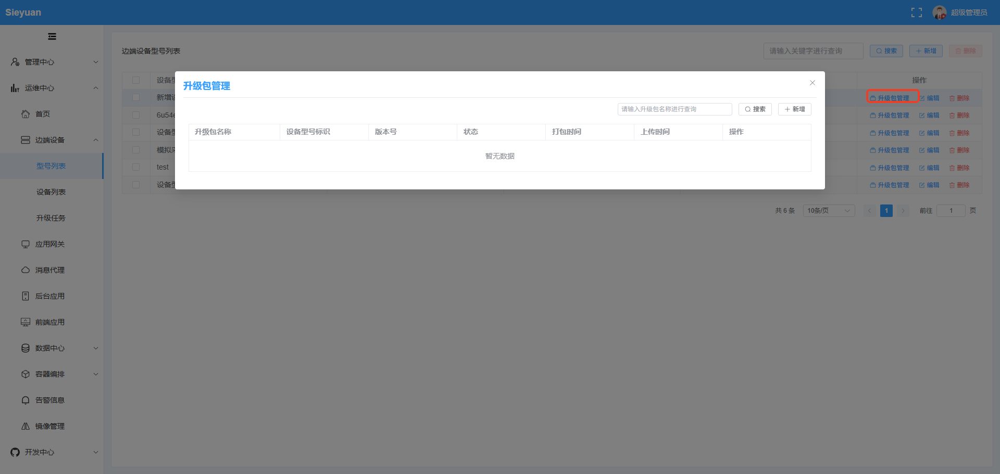 Sieyuan
超级管理员
管理中心
运维中心
首页
边端设备
型号列表
设备列表
升级任务
应用网关
消息代理
后台应用
前端应用
数据中心
容器编排
告警信息
镜像管理
开发中心
边端设备型号列表
请输入关键字进行查询
搜索
新增
删除
设备型
操作
新增设
升级包管理 编辑 删除
6u54e
升级包管理 编辑 删除
设备型
升级包管理 编辑 删除
模拟采
升级包管理 编辑 删除
test
升级包管理 编辑 删除
设备型
升级包管理 编辑 删除
共 6 条 10条/页 1 前往 1 页
升级包管理
请输入升级包名称进行查询 搜索 新增
升级包名称 设备型号标识 版本号 状态 打包时间 上传时间 操作
暂无数据